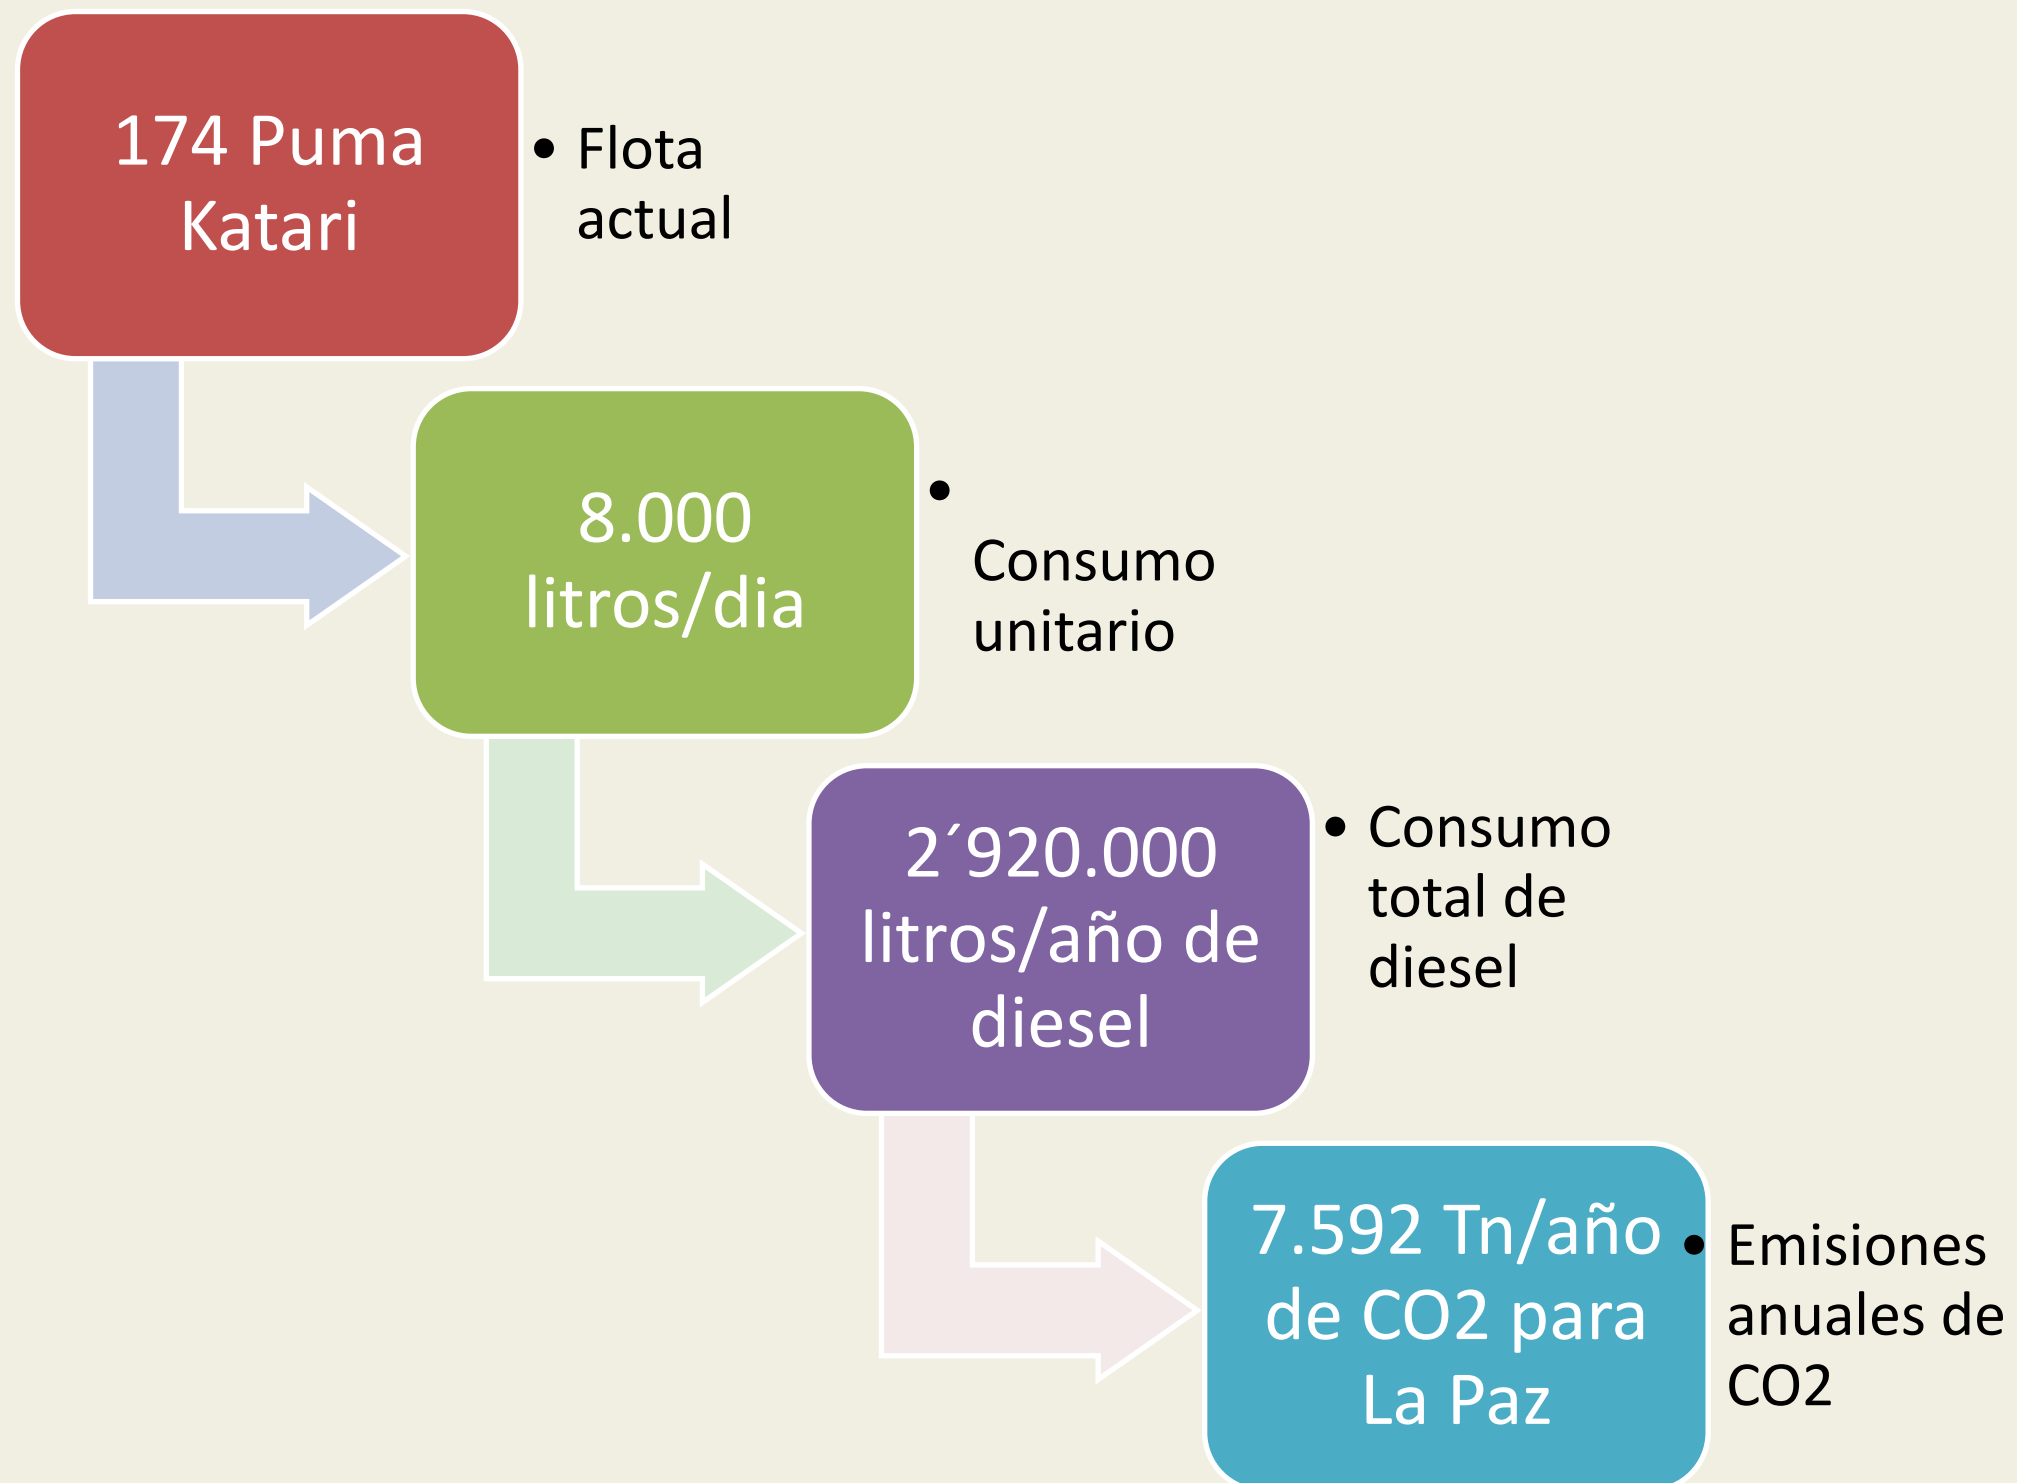 174 Puma
Katari
• Flota
actual
8.000
litros/dia
•
Consumo
unitario
2´920.000
litros/año de
diesel
• Consumo
total de
diesel
7.592 Tn/año
de CO2 para
La Paz
• Emisiones
anuales de
CO2